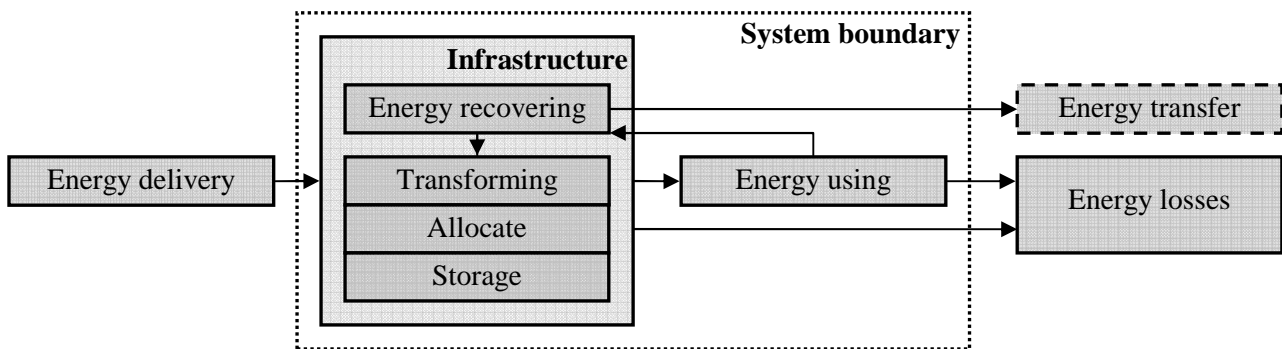 System boundary
Infrastructure
Energy recovering
Energy transfer
Energy delivery
Transforming
Energy using
Energy losses
Allocate
Storage